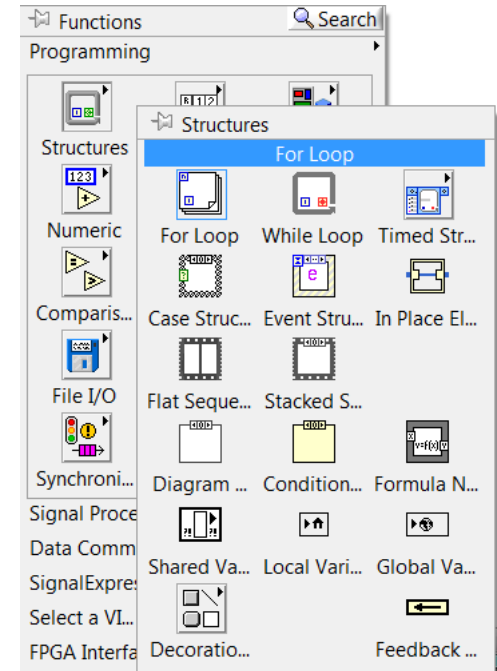 Functions
Search
Programming
Structures
Structures
For Loop
Numeric
For Loop While Loop Timed Str...
Comparis...
Case Struc... Event Stru... In Place El...
File I/O
Flat Seque... Stacked S...
Synchroni...
Diagram ... Condition... Formula N...
Signal Proce
Data Comm
Shared Va... Local Vari... Global Va...
SignalExpres
Select a VI...
FPGA Interfa
Decoratio... Feedback ...